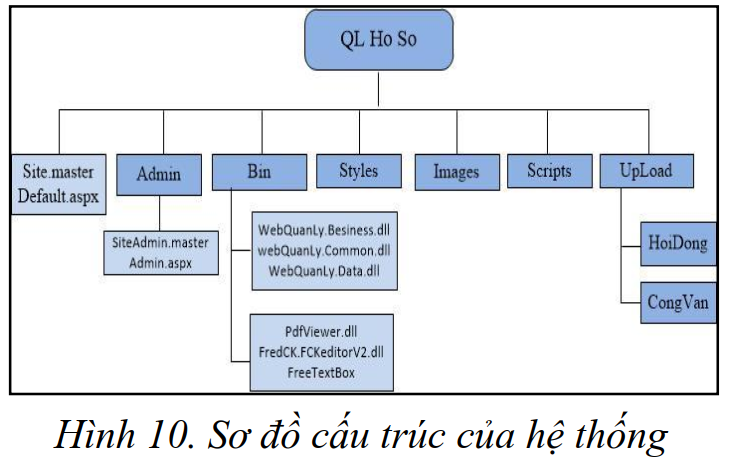 QL Ho So
Site.master
Default.aspx
Admin
Bin
Styles
Images
Scripts
UpLoad
SiteAdmin.master
Admin.aspx
WebQuanLy.Besiness.dll
webQuanLy.Common.dll
WebQuanLy.Data.dll
HoiDong
CongVan
PdfViewer.dll
FredCK.FCKeditorV2.dll
FreeTextBox
Hình 10. Sơ đồ cấu trúc của hệ thống